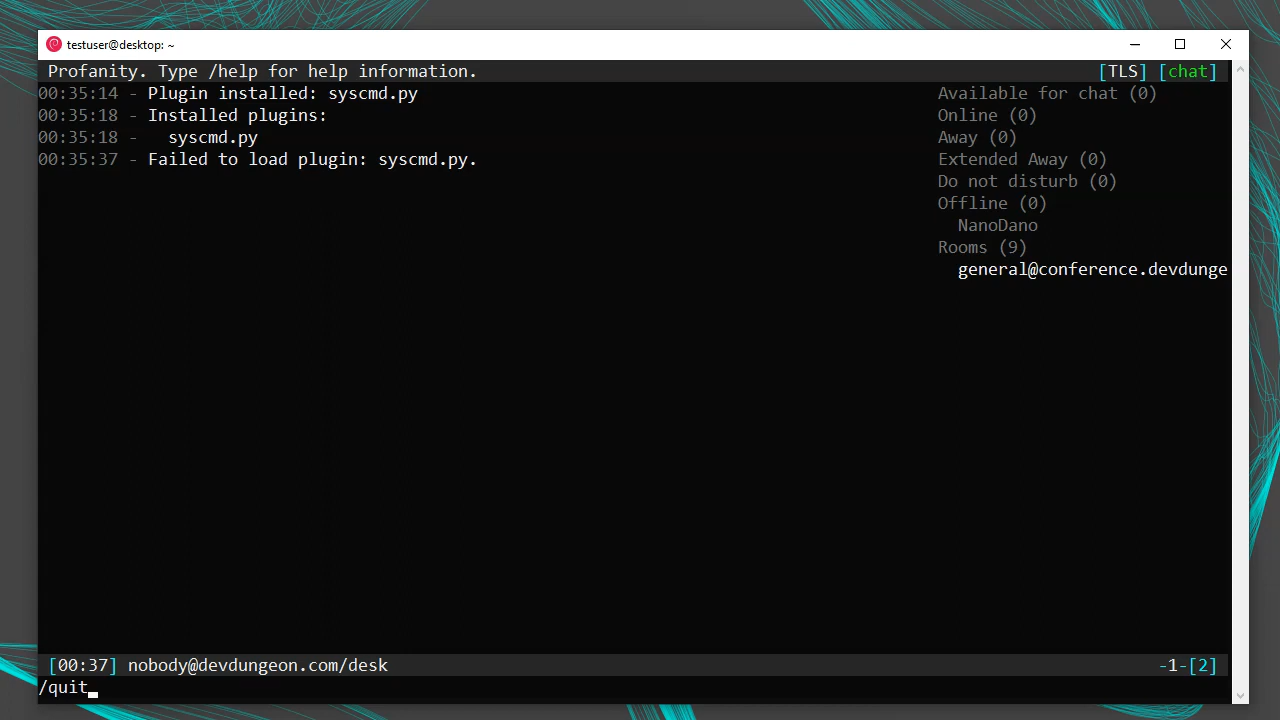 testuser@desktop: ~
Profanity. Type /help for help information. [TLS] [chat]
00:35:14 - Plugin installed: syscmd.py
00:35:18 - Installed plugins:
00:35:18 -   syscmd.py
00:35:37 - Failed to load plugin: syscmd.py.
Available for chat (0)
Online (0)
Away (0)
Extended Away (0)
Do not disturb (0)
Offline (0)
NanoDano
Rooms (9)
general@conference.devdunge
[00:37] nobody@devdungeon.com/desk -1-[2]
/quit